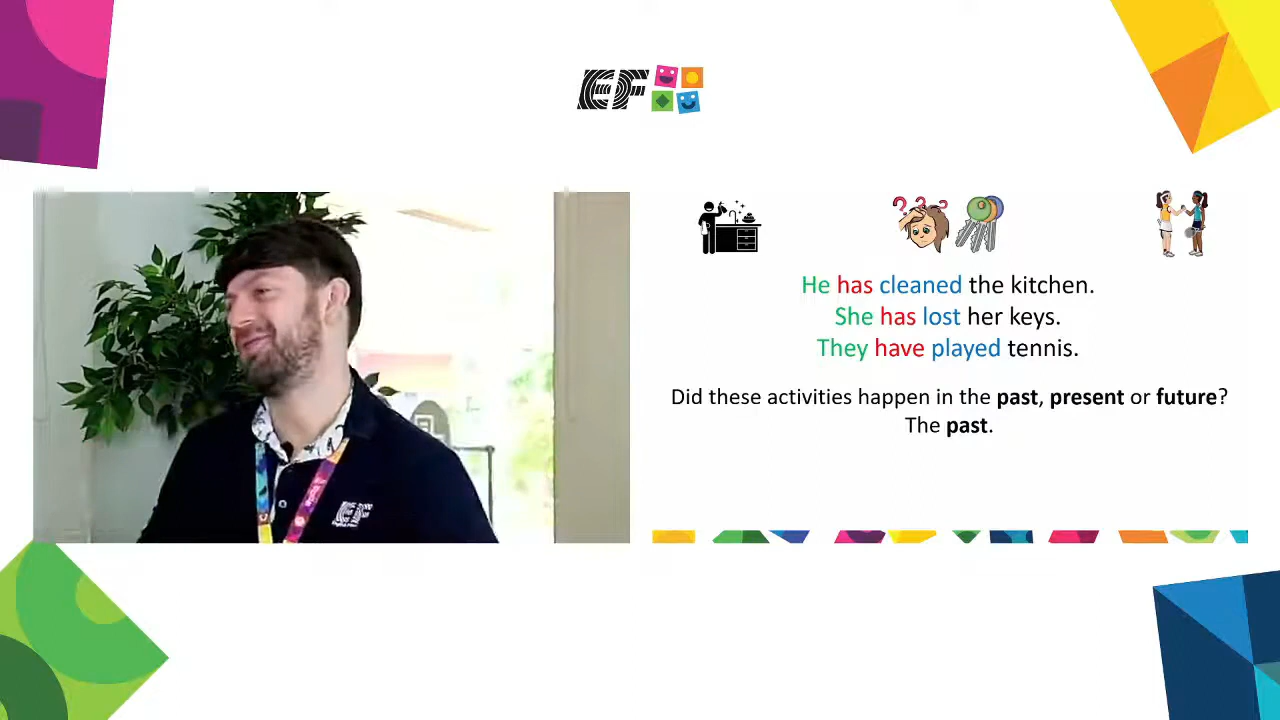 EF
He has cleaned the kitchen.
She has lost her keys.
They have played tennis.
Did these activities happen in the past, present or future?
The past.
EF